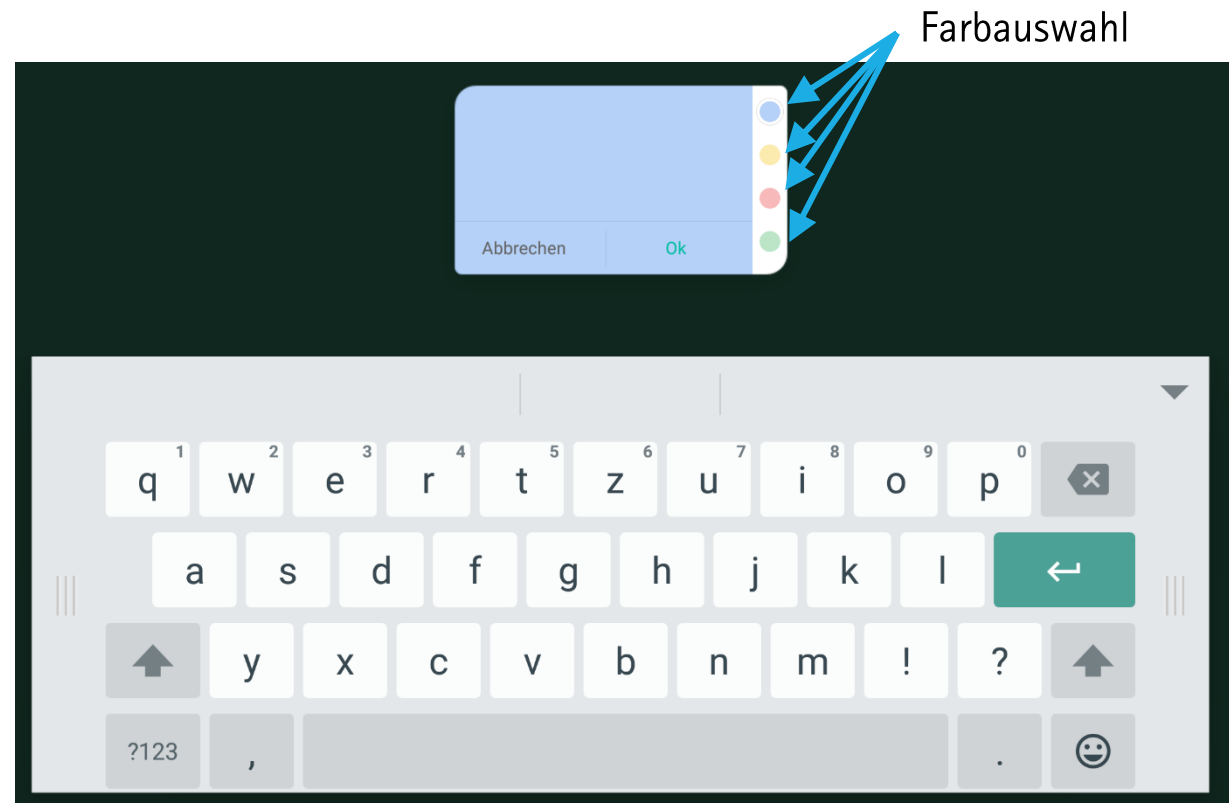 Farbauswahl
Abbrechen Ok
1 2 3 4 5 6 7 8 9 0
q w e r t z u i o p
a s d f g h j k l
y x c v b n m ! ?
?123 , .